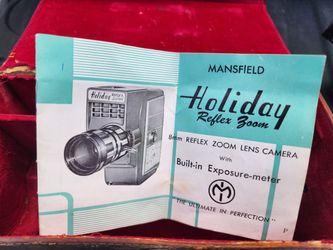 MANSFIELD
Holiday
Reflex Zoom
8mm REFLEX ZOOM LENS CAMERA
with
Built-in Exposure-meter
M
"THE ULTIMATE IN PERFECTION"
1
Holiday